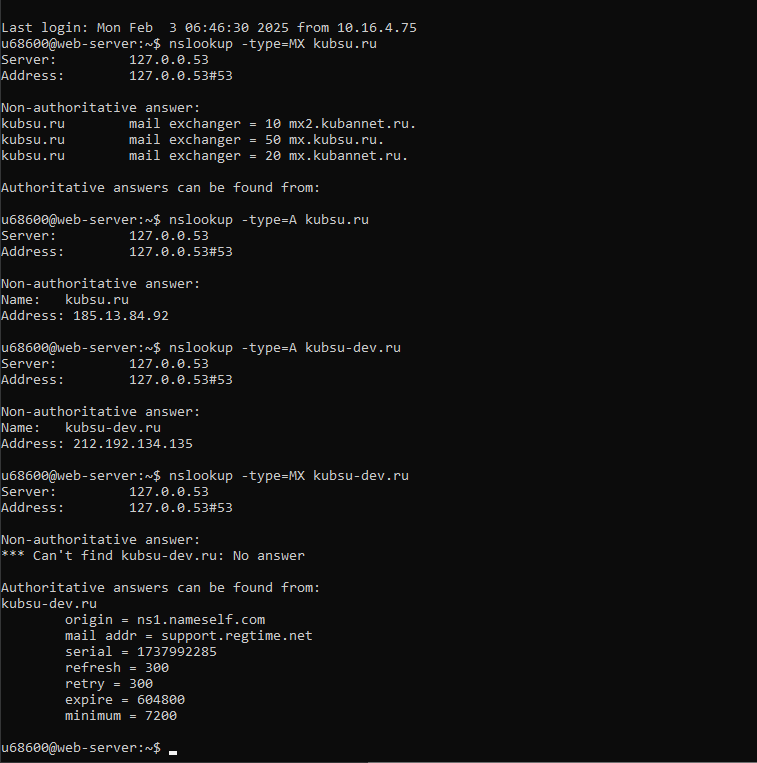 Last login: Mon Feb  3 06:46:30 2025 from 10.16.4.75
u68600@web-server:~$ nslookup -type=MX kubsu.ru
Server:         127.0.0.53
Address:        127.0.0.53#53

Non-authoritative answer:
kubsu.ru        mail exchanger = 10 mx2.kubannet.ru.
kubsu.ru        mail exchanger = 50 mx.kubsu.ru.
kubsu.ru        mail exchanger = 20 mx.kubannet.ru.

Authoritative answers can be found from:

u68600@web-server:~$ nslookup -type=A kubsu.ru
Server:         127.0.0.53
Address:        127.0.0.53#53

Non-authoritative answer:
Name:   kubsu.ru
Address: 185.13.84.92

u68600@web-server:~$ nslookup -type=A kubsu-dev.ru
Server:         127.0.0.53
Address:        127.0.0.53#53

Non-authoritative answer:
Name:   kubsu-dev.ru
Address: 212.192.134.135

u68600@web-server:~$ nslookup -type=MX kubsu-dev.ru
Server:         127.0.0.53
Address:        127.0.0.53#53

Non-authoritative answer:
*** Can't find kubsu-dev.ru: No answer

Authoritative answers can be found from:
kubsu-dev.ru
        origin = ns1.nameself.com
        mail addr = support.regtime.net
        serial = 1737992285
        refresh = 300
        retry = 300
        expire = 604800
        minimum = 7200

u68600@web-server:~$